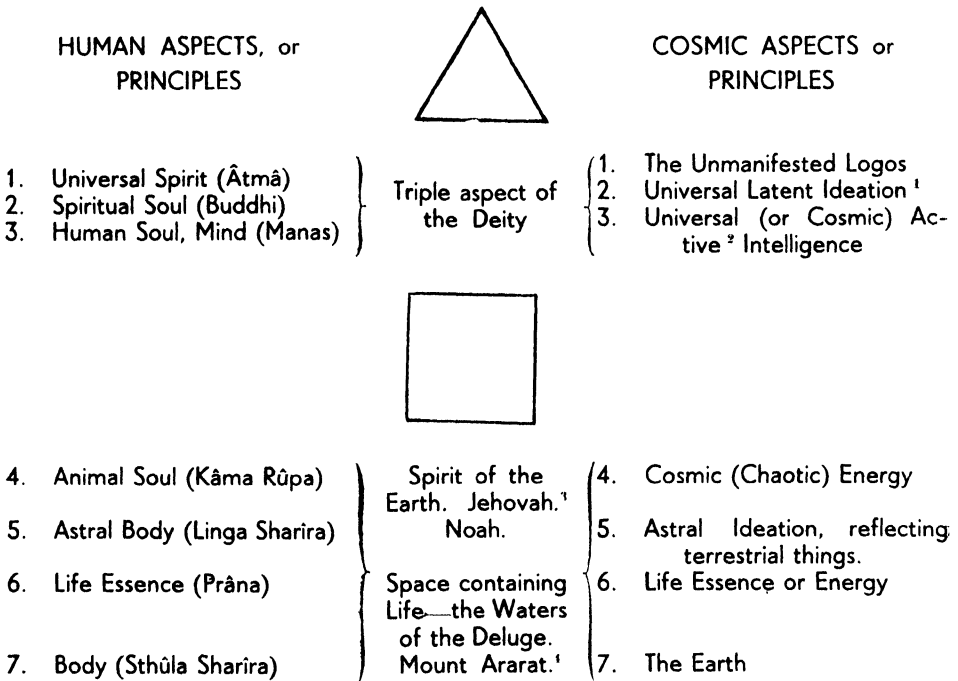 HUMAN ASPECTS, or
PRINCIPLES
COSMIC ASPECTS or
PRINCIPLES
1. Universal Spirit (Âtmâ)
2. Spiritual Soul (Buddhi)
3. Human Soul, Mind (Manas)
Triple aspect of
the Deity
1. The Unmanifested Logos
2. Universal Latent Ideation ¹
3. Universal (or Cosmic) Ac-
tive ² Intelligence
4. Animal Soul (Kâma Rûpa)
5. Astral Body (Linga Sharîra)
6. Life Essence (Prâna)
7. Body (Sthûla Sharîra)
Spirit of the
Earth. Jehovah.¹
Noah.
Space containing
Life—the Waters
of the Deluge.
Mount Ararat.¹
4. Cosmic (Chaotic) Energy
5. Astral Ideation, reflecting
terrestrial things.
6. Life Essence or Energy
7. The Earth